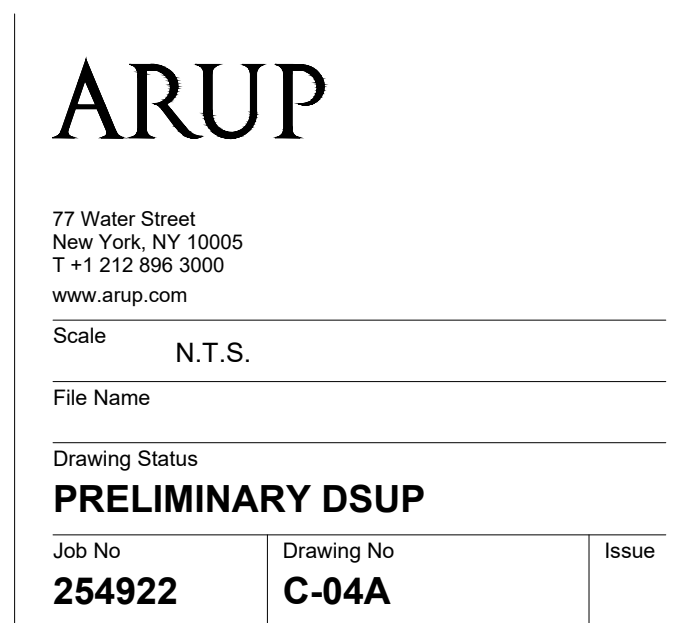 ARUP
77 Water Street
New York, NY 10005
T +1 212 896 3000
www.arup.com
Scale
N.T.S.
File Name
Drawing Status
PRELIMINARY DSUP
Job No Drawing No Issue
254922 C-04A